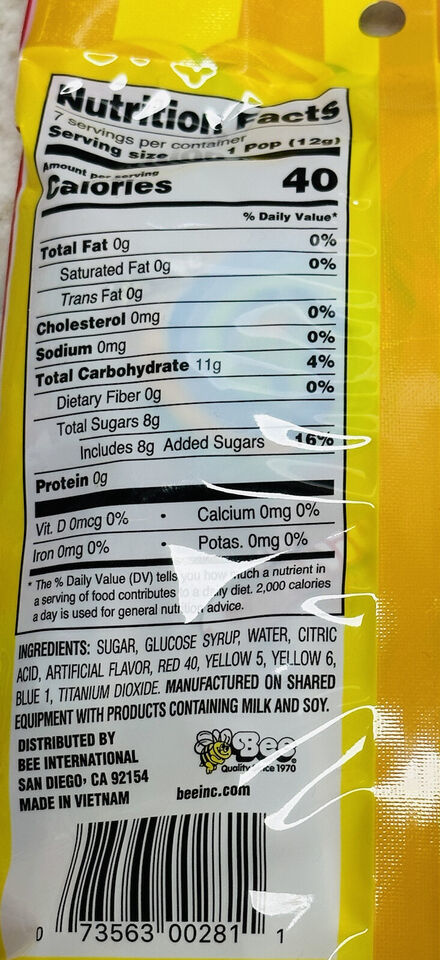 Nutrition Facts
7 servings per container
Serving size 1 Pop (12g)
Amount per serving
Calories 40
% Daily Value*
Total Fat 0g 0%
Saturated Fat 0g 0%
Trans Fat 0g
Cholesterol 0mg 0%
Sodium 0mg 0%
Total Carbohydrate 11g 4%
Dietary Fiber 0g 0%
Total Sugars 8g
Includes 8g Added Sugars 16%
Protein 0g
Vit. D 0mcg 0% • Calcium 0mg 0%
Iron 0mg 0% • Potas. 0mg 0%
* The % Daily Value (DV) tells you how much a nutrient in
a serving of food contributes to a daily diet. 2,000 calories
a day is used for general nutrition advice.
INGREDIENTS: SUGAR, GLUCOSE SYRUP, WATER, CITRIC
ACID, ARTIFICIAL FLAVOR, RED 40, YELLOW 5, YELLOW 6,
BLUE 1, TITANIUM DIOXIDE. MANUFACTURED ON SHARED
EQUIPMENT WITH PRODUCTS CONTAINING MILK AND SOY.
DISTRIBUTED BY
BEE INTERNATIONAL
SAN DIEGO, CA 92154
MADE IN VIETNAM
Bee®
Quality Since 1970
beeinc.com
0 73563 00281 1